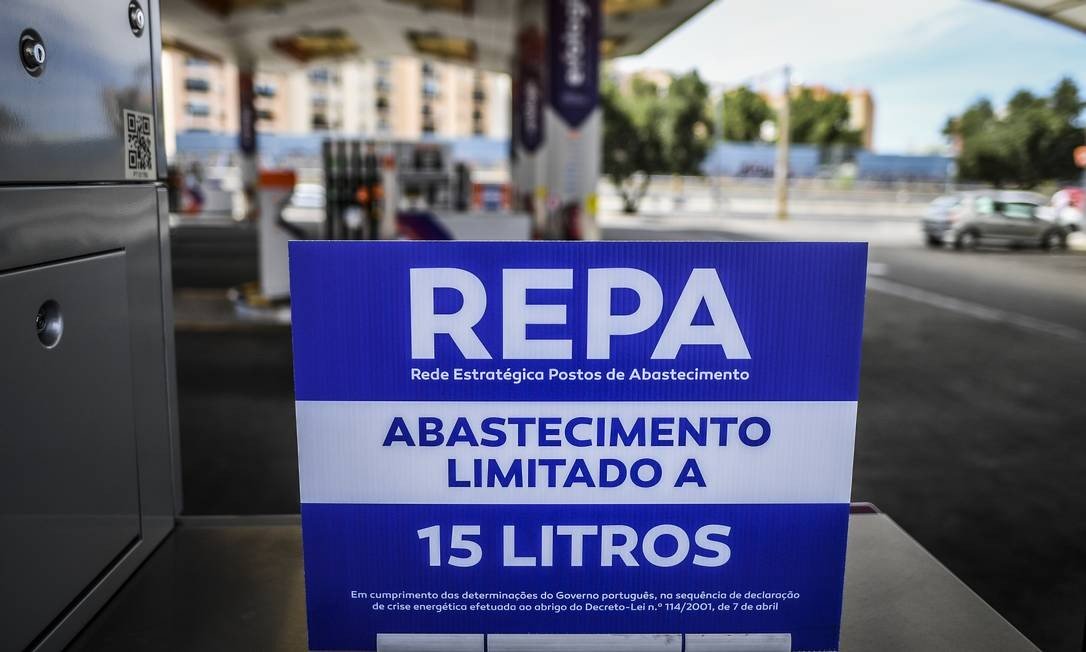 REPA
Rede Estratégica Postos de Abastecimento
ABASTECIMENTO
LIMITADO A
15 LITROS
Em cumprimento das determinações do Governo português, na sequência de declaração
de crise energética efetuada ao abrigo do Decreto-Lei n.º 114/2001, de 7 de abril